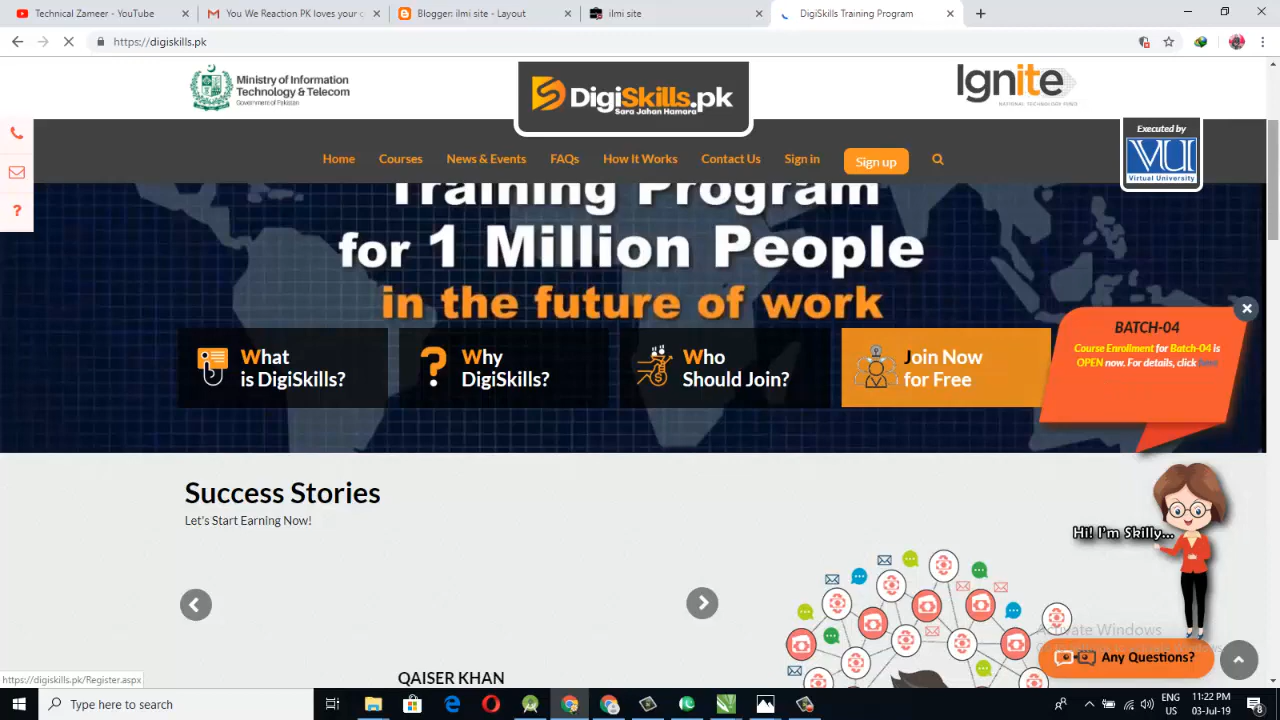 Technical Zameer - YouTube
Gmail - You We Reaction PK You your c
Blogger: ilmi site - Layout
ilmi site
DigiSkills Training Program
https://digiskills.pk
Ministry of Information
Technology & Telecom
Government of Pakistan
DigiSkills.pk
Sara Jahan Hamara
Ignite
NATIONAL TECHNOLOGY FUND
Executed by
VU
Virtual University
Home
Courses
News & Events
FAQs
How It Works
Contact Us
Sign in
Sign up
?
Training Program
for 1 Million People
in the future of work
What
is DigiSkills?
Why
DigiSkills?
Who
Should Join?
Join Now
for Free
BATCH-04
Course Enrollment for Batch-04 is
OPEN now. For details, click here
Success Stories
Let's Start Earning Now!
Hi! I'm Skilly...
QAISER KHAN
Activate Windows
Any Questions?
https://digiskills.pk/Register.aspx
Type here to search
ENG
US
11:22 PM
03-Jul-19
8